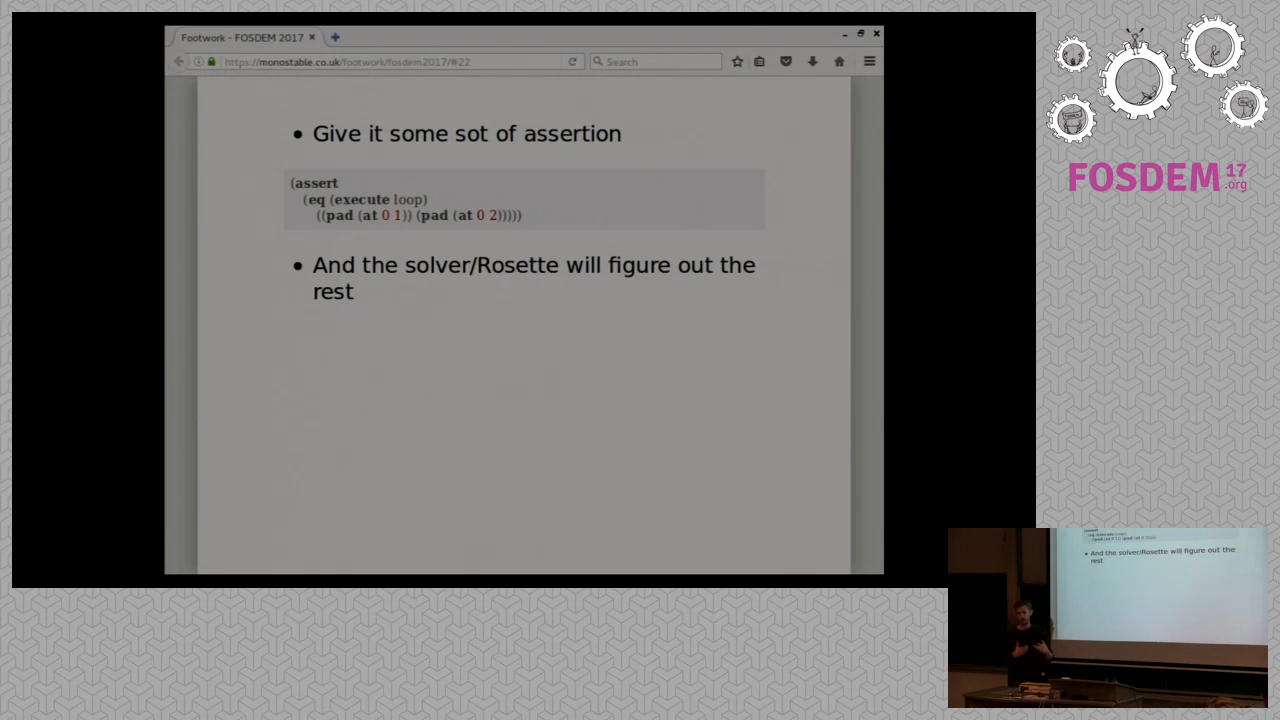 Footwork - FOSDEM 2017
https://monostable.co.uk/footwork/fosdem2017/#22
Search
• Give it some sot of assertion
(assert
(eq (execute loop)
((pad (at 0 1)) (pad (at 0 2)))))
• And the solver/Rosette will figure out the
rest
FOSDEM 17
.org
• And the solver/Rosette will figure out the
rest